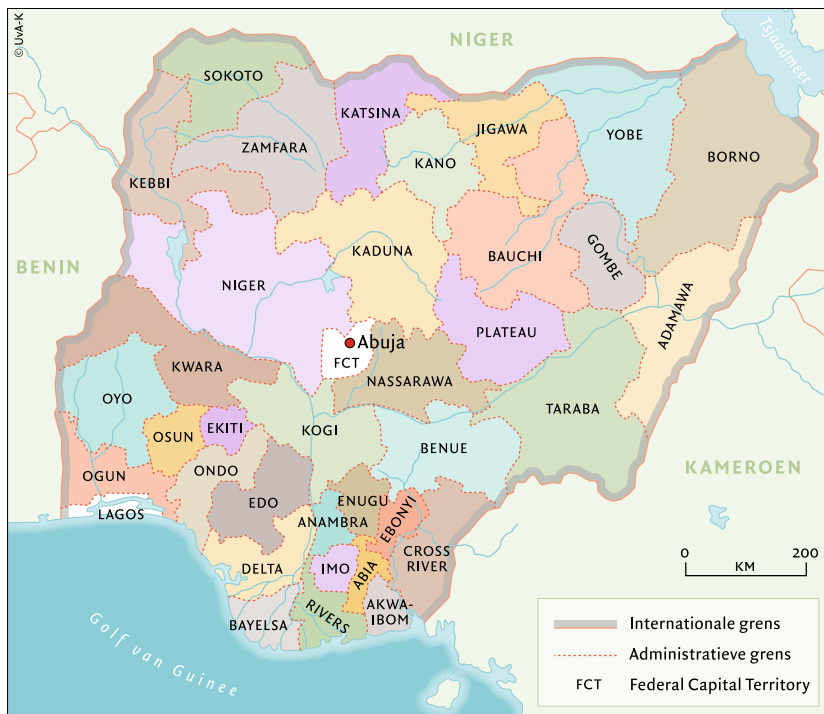 © UvA-K
NIGER
Tsjaadmeer
SOKOTO
KATSINA
ZAMFARA
KANO
JIGAWA
YOBE
BORNO
KEBBI
BENIN
NIGER
KADUNA
BAUCHI
GOMBE
ADAMAWA
PLATEAU
Abuja
FCT
KWARA
NASSARAWA
OYO
TARABA
OSUN
EKITI
KOGI
BENUE
OGUN
ONDO
KAMEROEN
LAGOS
EDO
ENUGU
ANAMBRA
EBONYI
CROSS
RIVER
DELTA
IMO
ABIA
BAYELSA
RIVERS
AKWA-
IBOM
Golf van Guinee
0
200
KM
Internationale grens
Administratieve grens
FCT Federal Capital Territory